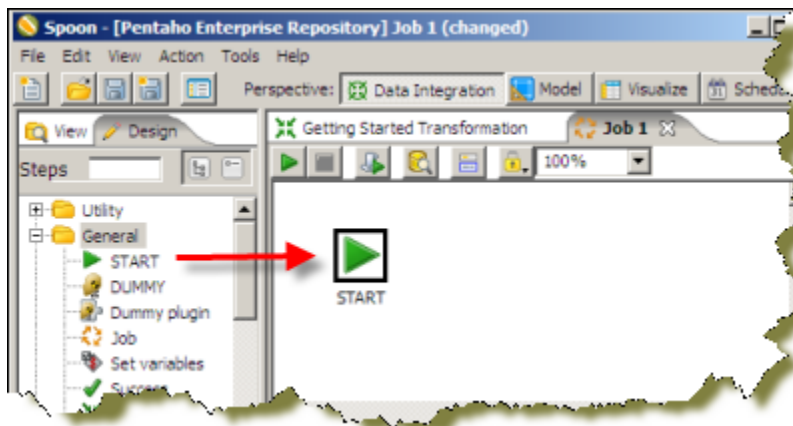 Spoon - [Pentaho Enterprise Repository] Job 1 (changed)
File Edit View Action Tools Help
Perspective: Data Integration Model Visualize
View Design Getting Started Transformation Job 1
Steps 100%
Utility
General
START
DUMMY
Dummy plugin
Job
Set variables
Success
START